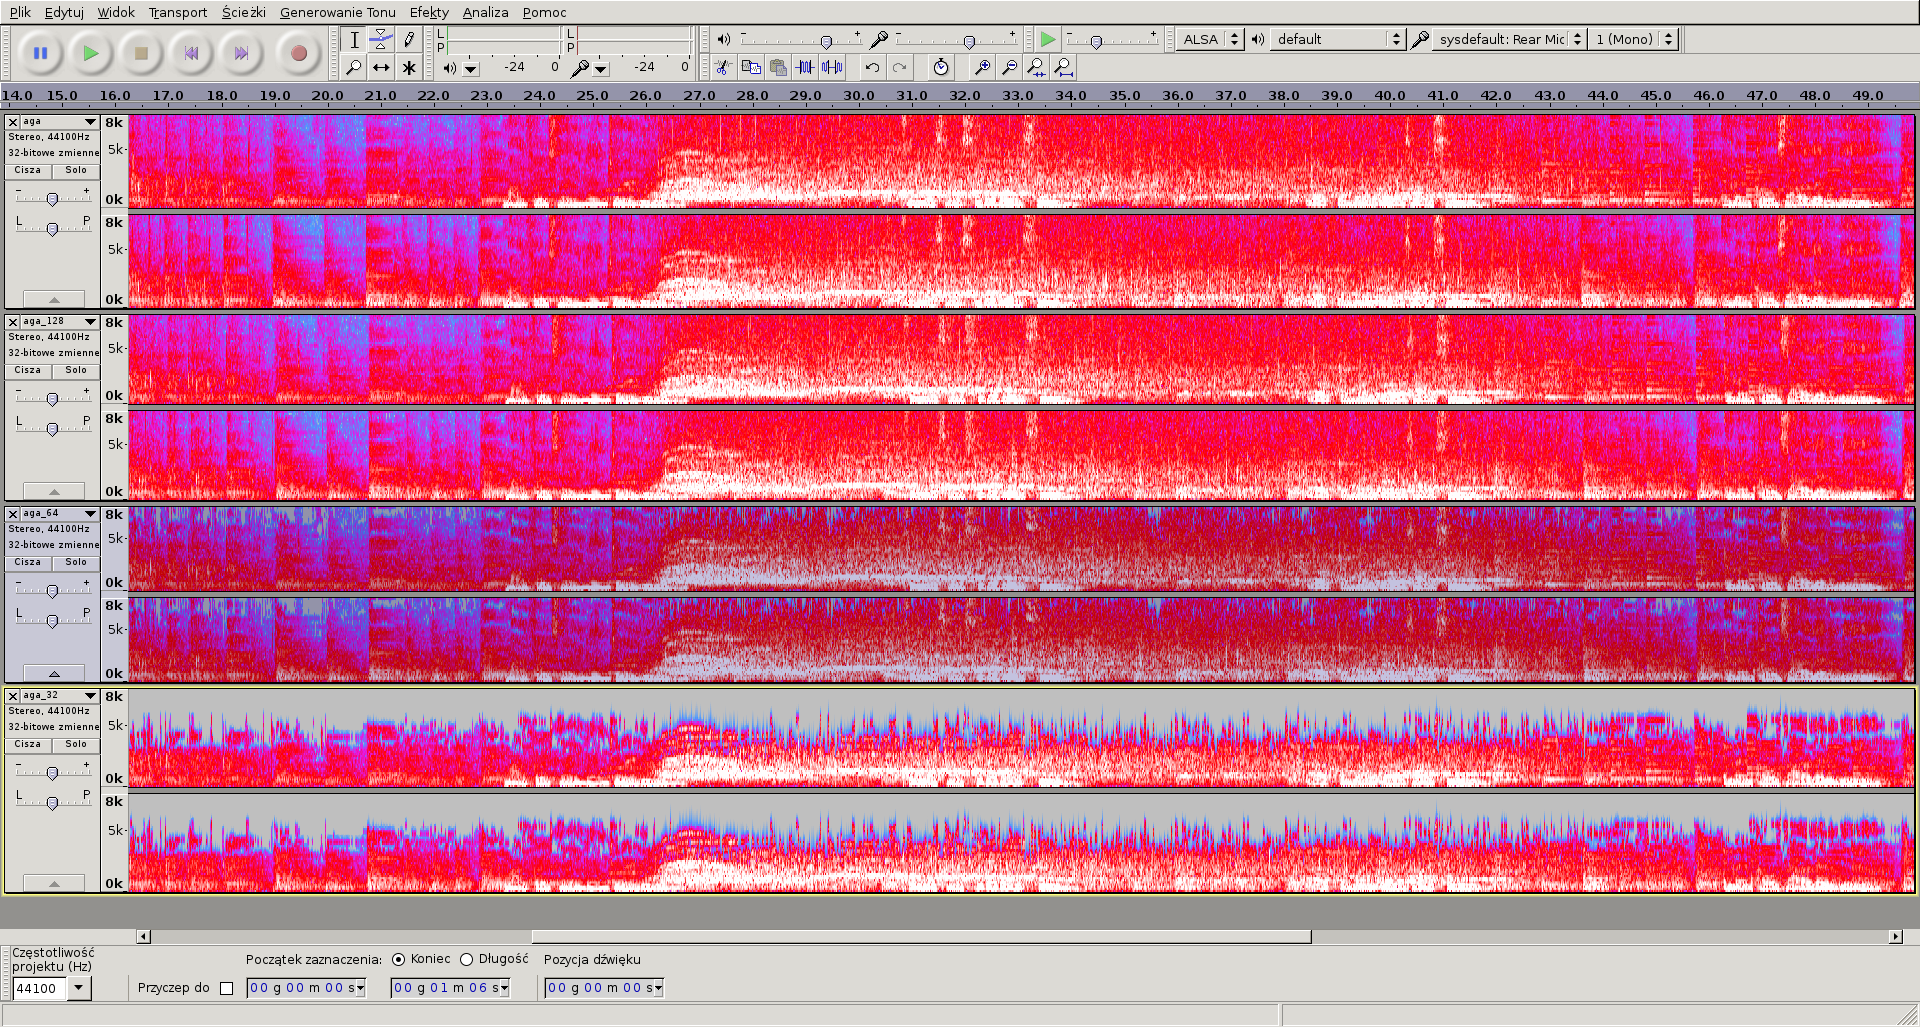 Plik Edytuj Widok Transport Ścieżki Generowanie Tonu Efekty Analiza Pomoc
L
P
L
P
-24 0
-24 0
- +
- +
- +
ALSA
default
sysdefault: Rear Mic
1 (Mono)
14.0 15.0 16.0 17.0 18.0 19.0 20.0 21.0 22.0 23.0 24.0 25.0 26.0 27.0 28.0 29.0 30.0 31.0 32.0 33.0 34.0 35.0 36.0 37.0 38.0 39.0 40.0 41.0 42.0 43.0 44.0 45.0 46.0 47.0 48.0 49.0
aga
Stereo, 44100Hz
32-bitowe zmienne
Cisza Solo
- +
L P
8k
5k
0k
8k
5k
0k
aga_128
Stereo, 44100Hz
32-bitowe zmienne
Cisza Solo
- +
L P
8k
5k
0k
8k
5k
0k
aga_64
Stereo, 44100Hz
32-bitowe zmienne
Cisza Solo
- +
L P
8k
5k
0k
8k
5k
0k
aga_32
Stereo, 44100Hz
32-bitowe zmienne
Cisza Solo
- +
L P
8k
5k
0k
8k
5k
0k
Częstotliwość
projektu (Hz)
44100
Przyczep do
Początek zaznaczenia:
Koniec
Długość
Pozycja dźwięku
00 g 00 m 00 s
00 g 01 m 06 s
00 g 00 m 00 s